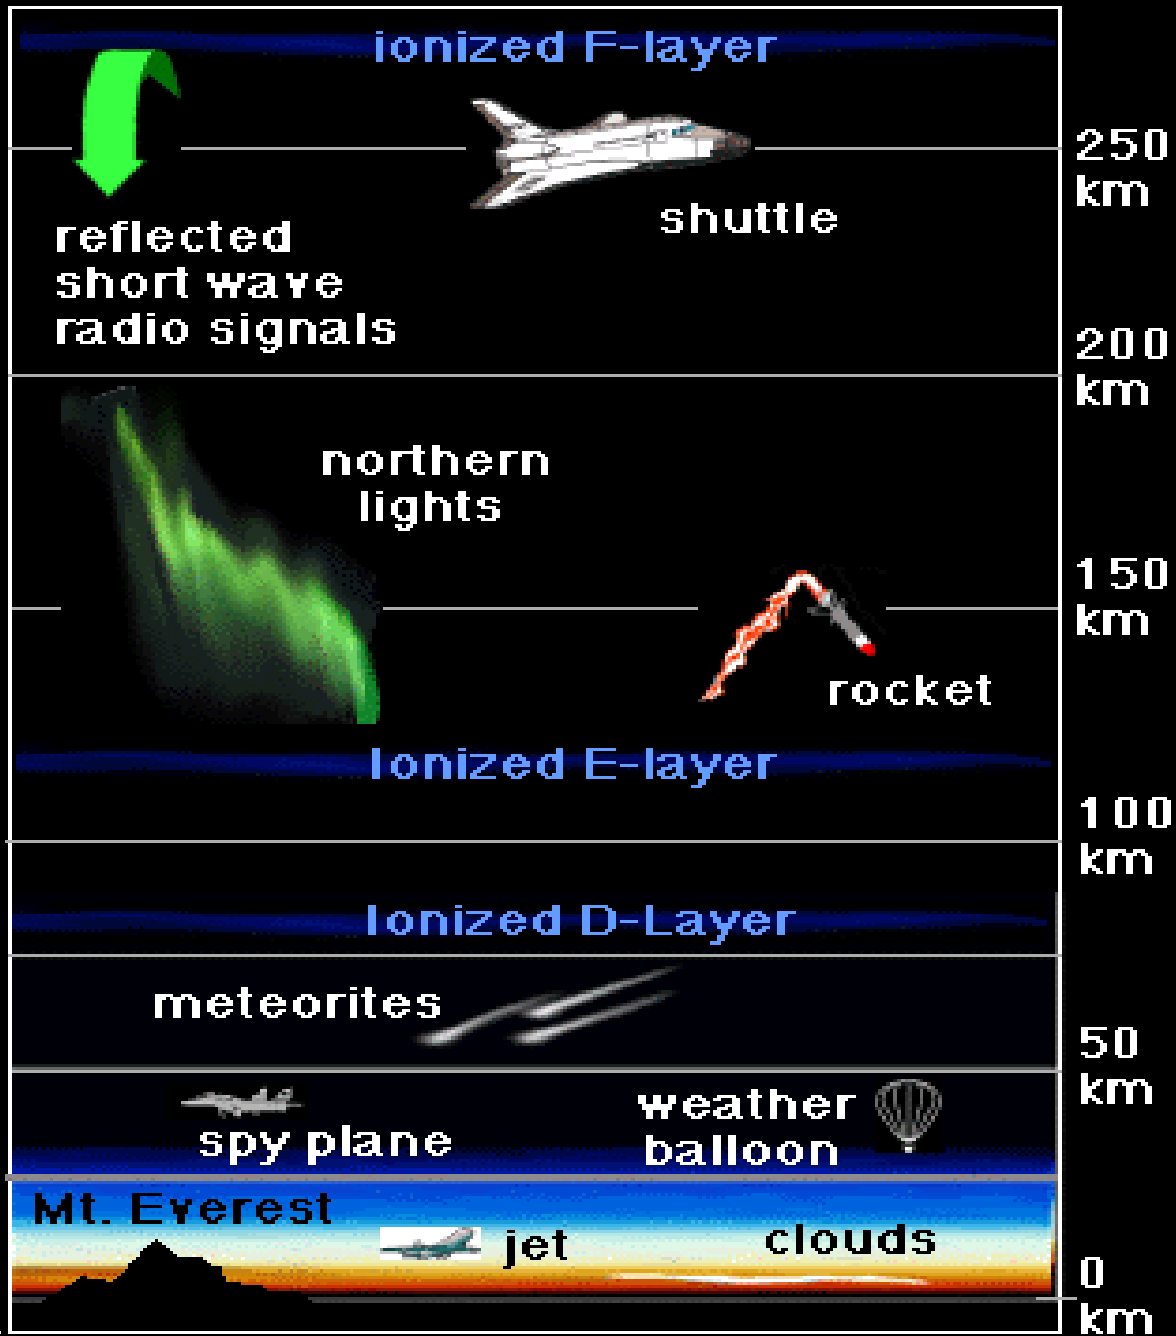 ionized F-layer
250
km
shuttle
reflected
short wave
radio signals
200
km
northern
lights
150
km
rocket
Ionized E-layer
100
km
Ionized D-Layer
meteorites
50
km
weather
balloon
spy plane
Mt. Everest
jet
clouds
0
km